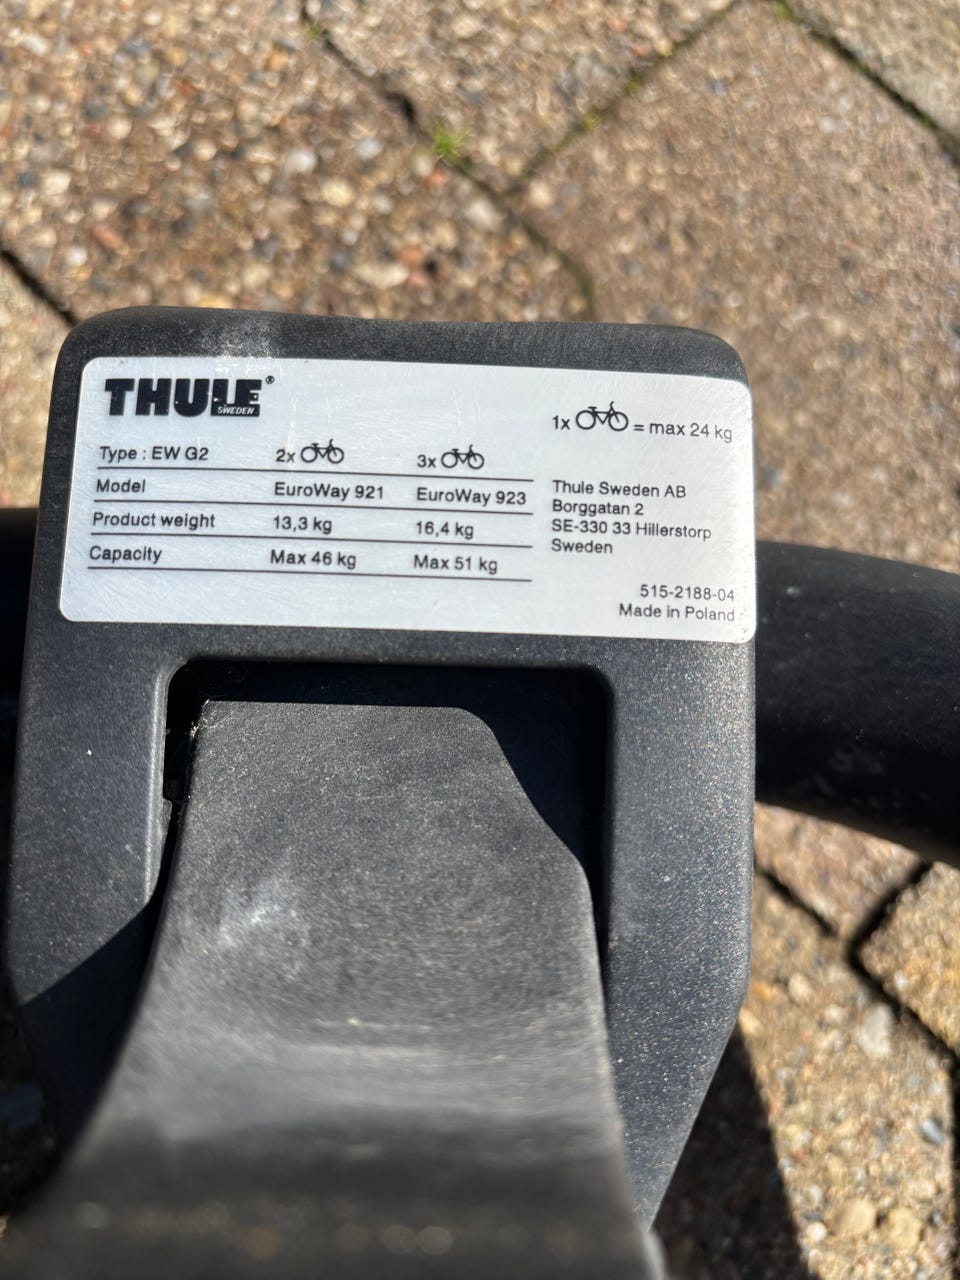 THULE®
SWEDEN
1x = max 24 kg
Type : EW G2 2x 3x
Model EuroWay 921 EuroWay 923
Product weight 13,3 kg 16,4 kg
Capacity Max 46 kg Max 51 kg
Thule Sweden AB
Borggatan 2
SE-330 33 Hillerstorp
Sweden
515-2188-04
Made in Poland